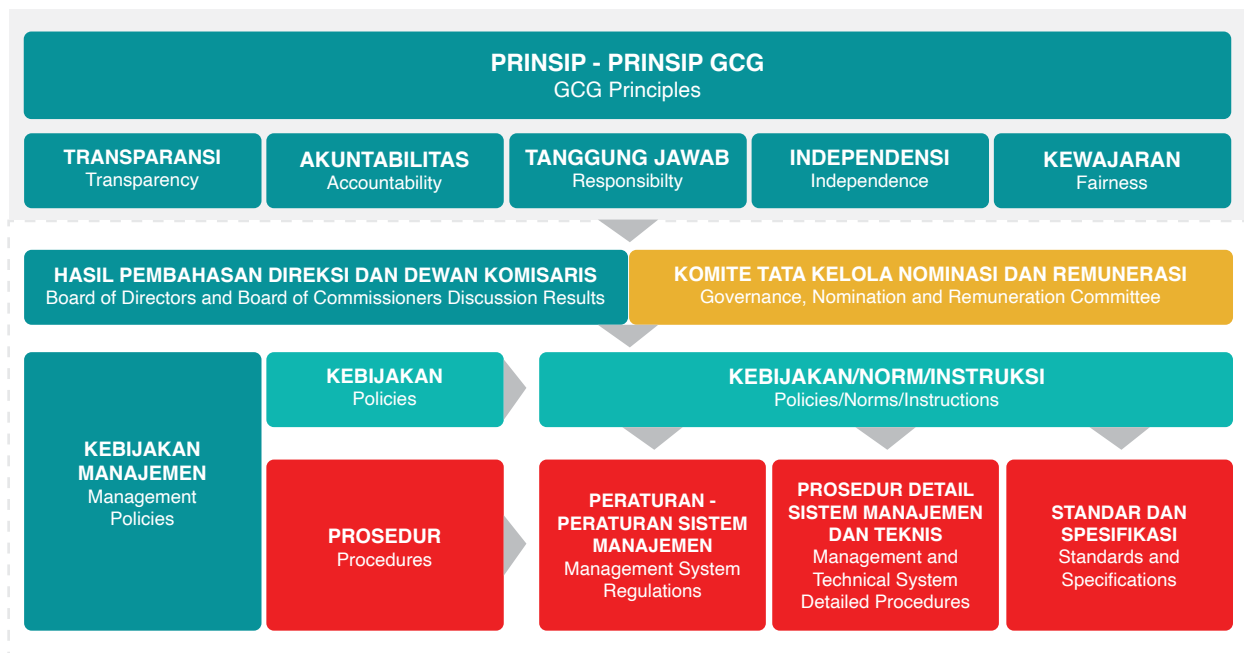 PRINSIP - PRINSIP GCG
GCG Principles
TRANSPARANSI
Transparency
AKUNTABILITAS
Accountability
TANGGUNG JAWAB
Responsibilty
INDEPENDENSI
Independence
KEWAJARAN
Fairness
HASIL PEMBAHASAN DIREKSI DAN DEWAN KOMISARIS
Board of Directors and Board of Commissioners Discussion Results
KOMITE TATA KELOLA NOMINASI DAN REMUNERASI
Governance, Nomination and Remuneration Committee
KEBIJAKAN
MANAJEMEN
Management
Policies
KEBIJAKAN
Policies
KEBIJAKAN/NORM/INSTRUKSI
Policies/Norms/Instructions
PROSEDUR
Procedures
PERATURAN -
PERATURAN SISTEM
MANAJEMEN
Management System
Regulations
PROSEDUR DETAIL
SISTEM MANAJEMEN
DAN TEKNIS
Management and
Technical System
Detailed Procedures
STANDAR DAN
SPESIFIKASI
Standards and
Specifications